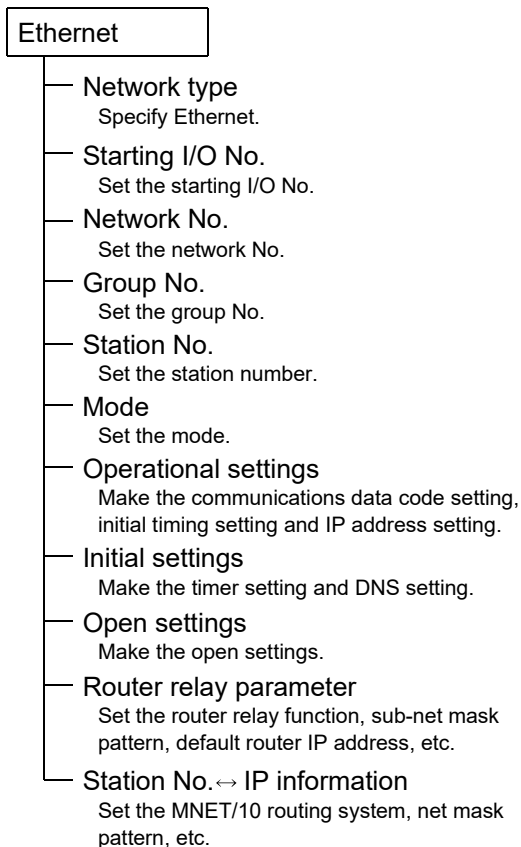 Ethernet
Network type
Specify Ethernet.
Starting I/O No.
Set the starting I/O No.
Network No.
Set the network No.
Group No.
Set the group No.
Station No.
Set the station number.
Mode
Set the mode.
Operational settings
Make the communications data code setting,
initial timing setting and IP address setting.
Initial settings
Make the timer setting and DNS setting.
Open settings
Make the open settings.
Router relay parameter
Set the router relay function, sub-net mask
pattern, default router IP address, etc.
Station No.↔ IP information
Set the MNET/10 routing system, net mask
pattern, etc.